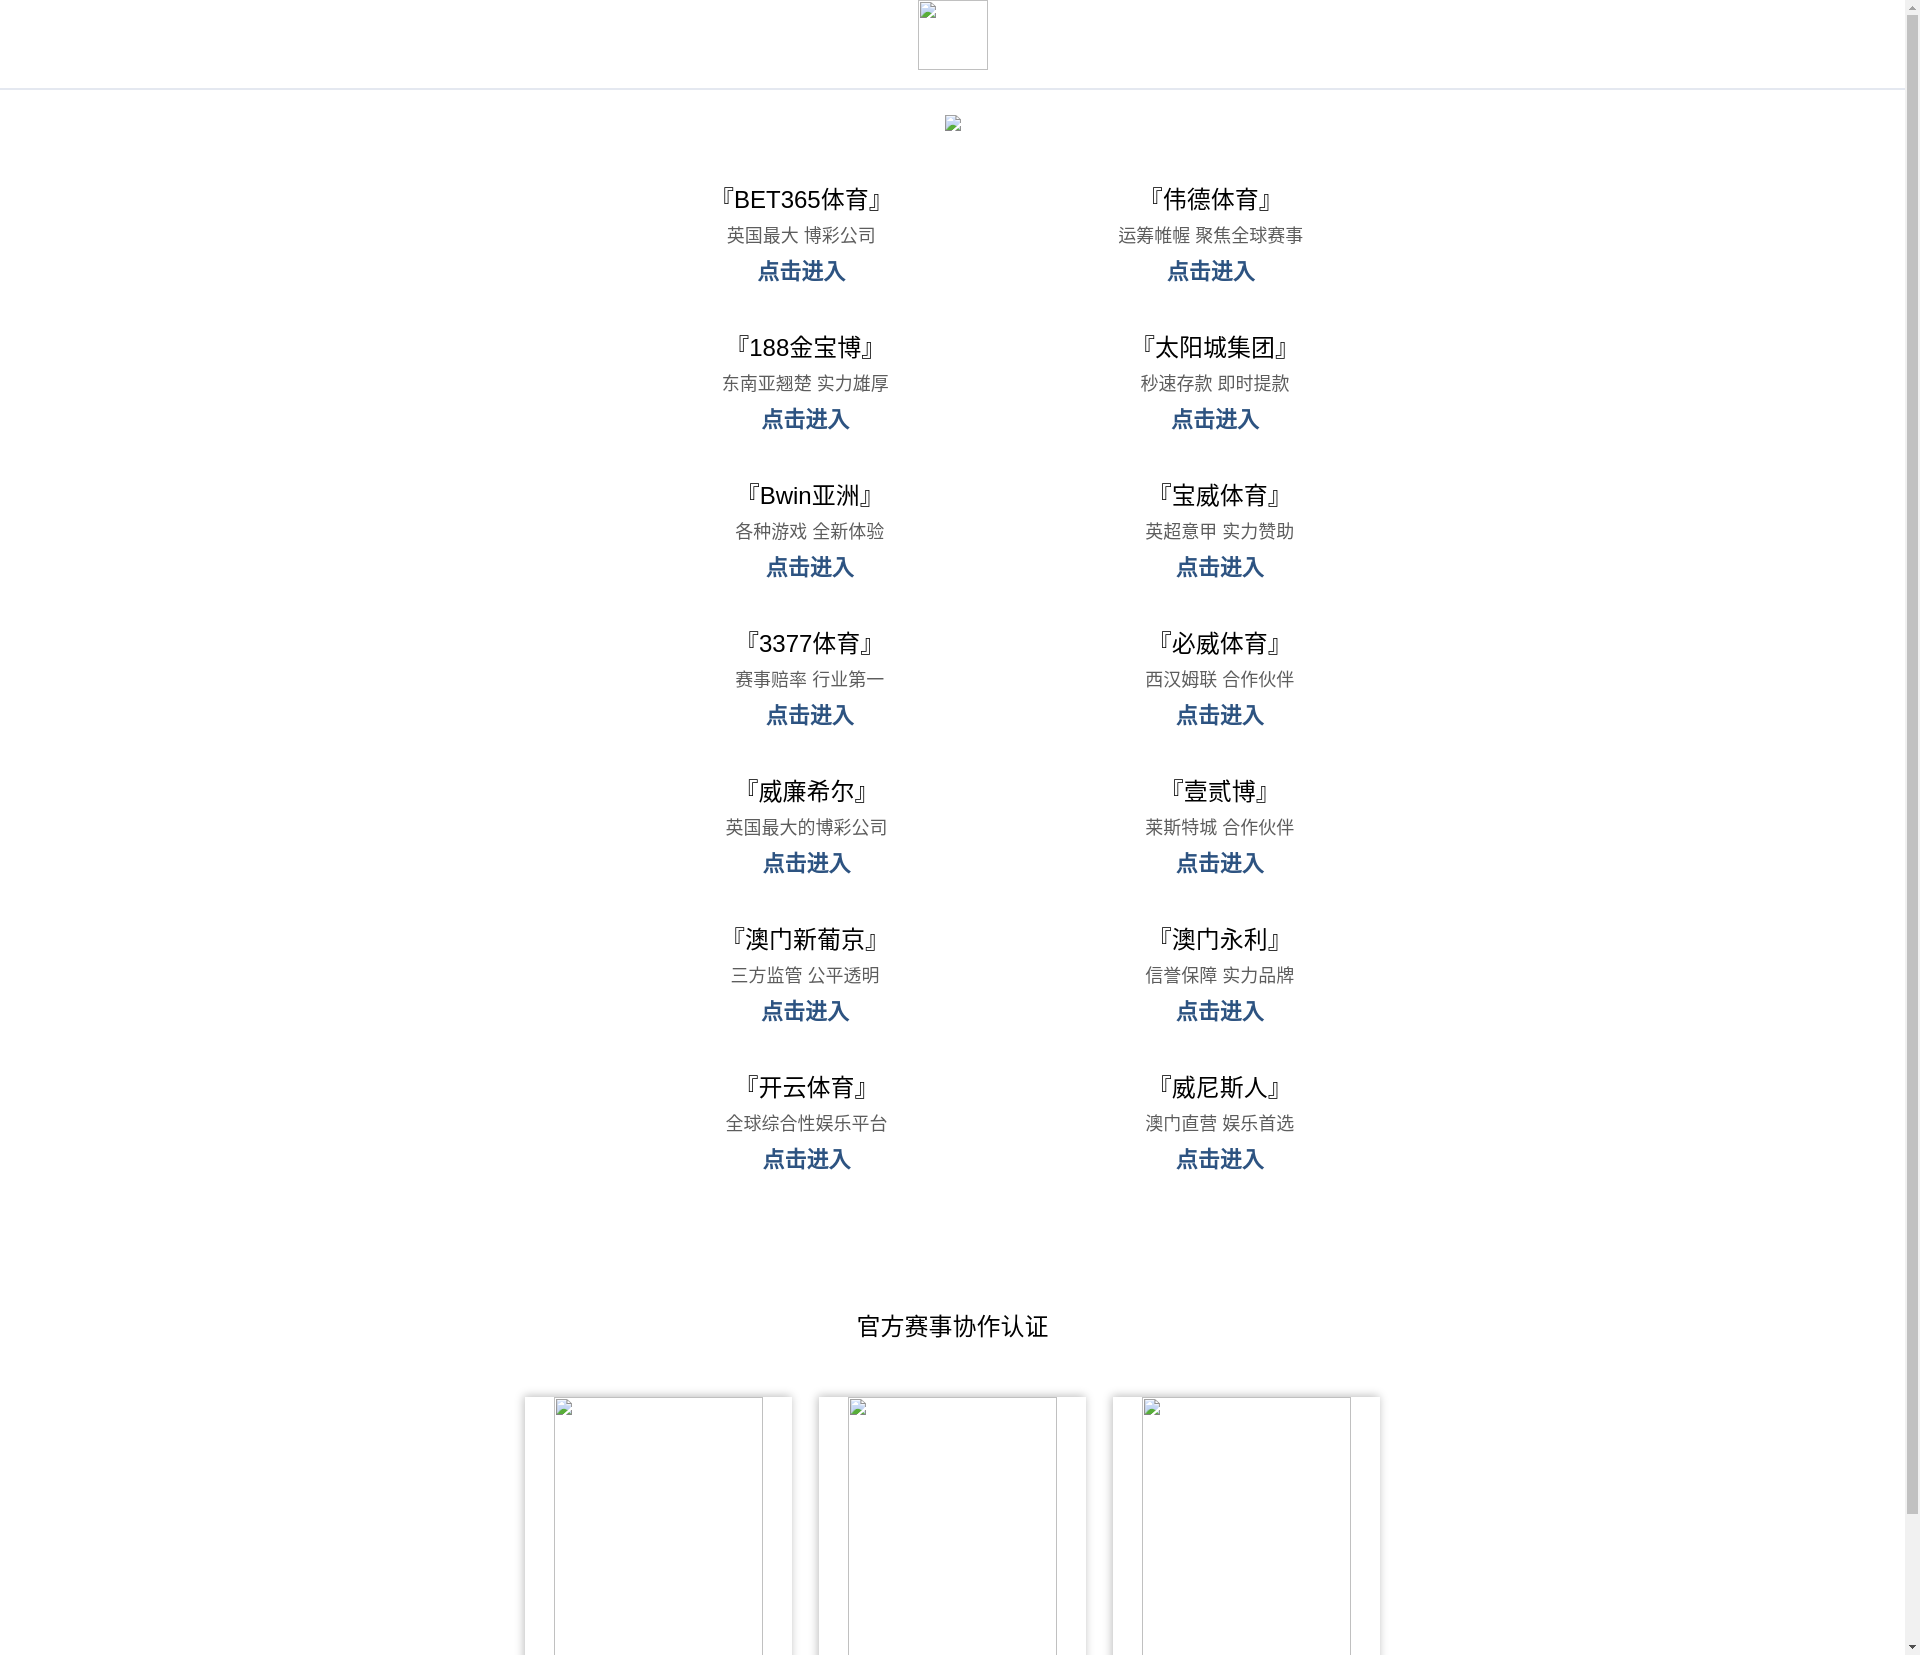 『BET365体育』
英国最大 博彩公司
点击进入
『伟德体育』
运筹帷幄 聚焦全球赛事
点击进入
『188金宝博』
东南亚翘楚 实力雄厚
点击进入
『太阳城集团』
秒速存款 即时提款
点击进入
『Bwin亚洲』
各种游戏 全新体验
点击进入
『宝威体育』
英超意甲 实力赞助
点击进入
『3377体育』
赛事赔率 行业第一
点击进入
『必威体育』
西汉姆联 合作伙伴
点击进入
『威廉希尔』
英国最大的博彩公司
点击进入
『壹贰博』
莱斯特城 合作伙伴
点击进入
『澳门新葡京』
三方监管 公平透明
点击进入
『澳门永利』
信誉保障 实力品牌
点击进入
『开云体育』
全球综合性娱乐平台
点击进入
『威尼斯人』
澳门直营 娱乐首选
点击进入
官方赛事协作认证